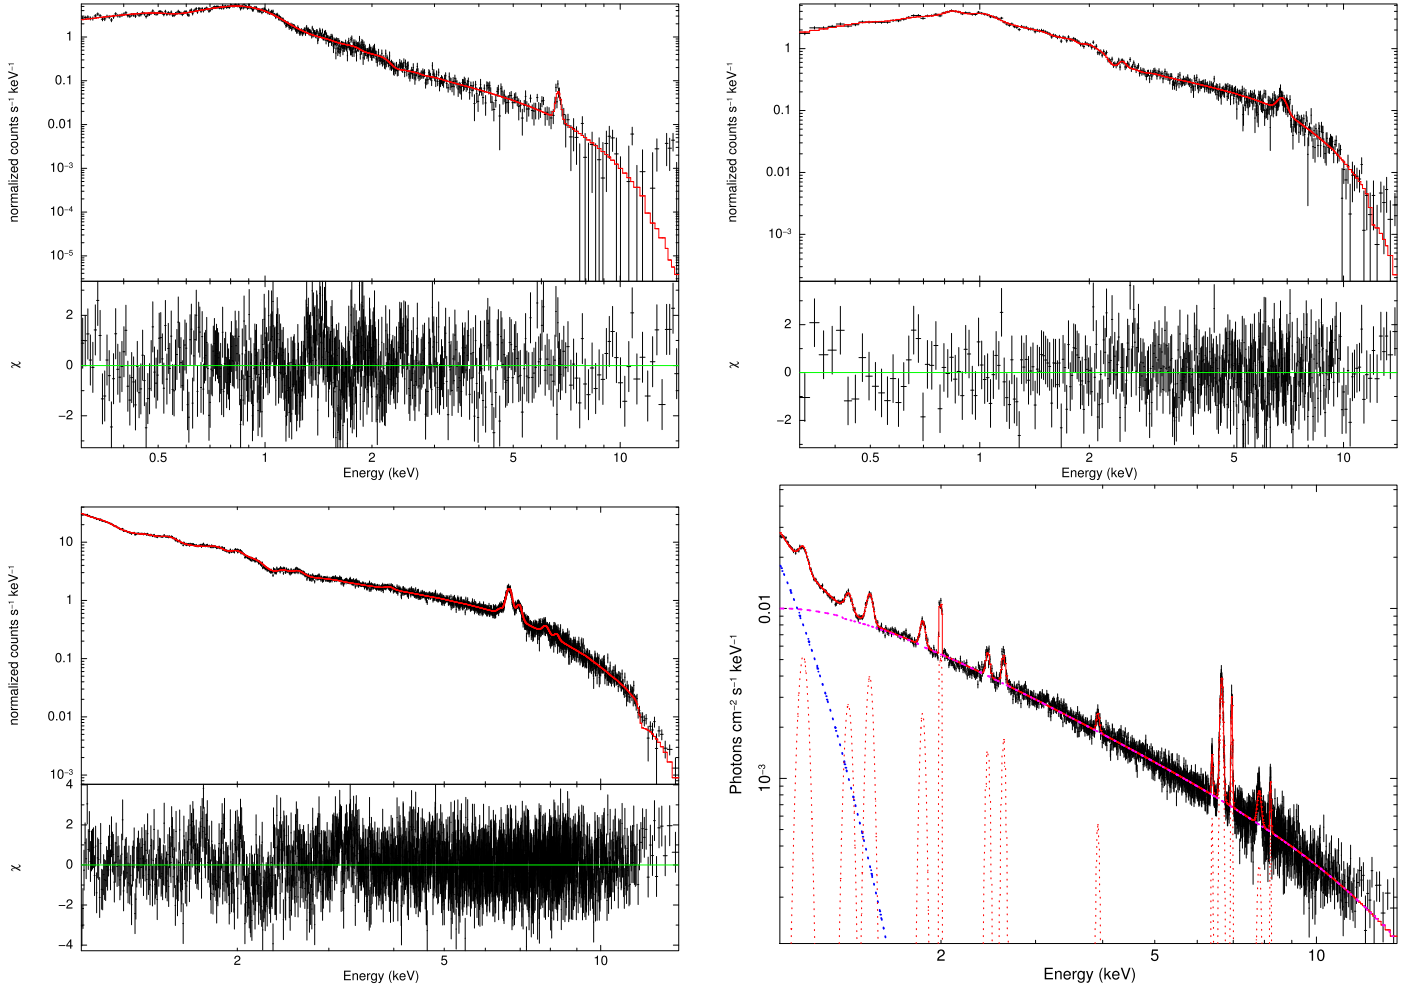 1
0.1
0.01
10⁻³
10⁻⁴
10⁻⁵
normalized counts s⁻¹ keV⁻¹
2
0
−2
χ
0.5 1 2 5 10
Energy (keV)
1
0.1
0.01
10⁻³
normalized counts s⁻¹ keV⁻¹
2
0
−2
χ
0.5 1 2 5 10
Energy (keV)
10
1
0.1
0.01
10⁻³
normalized counts s⁻¹ keV⁻¹
4
2
0
−2
−4
χ
2 5 10
Energy (keV)
0.01
10⁻³
Photons cm⁻² s⁻¹ keV⁻¹
2 5 10
Energy (keV)